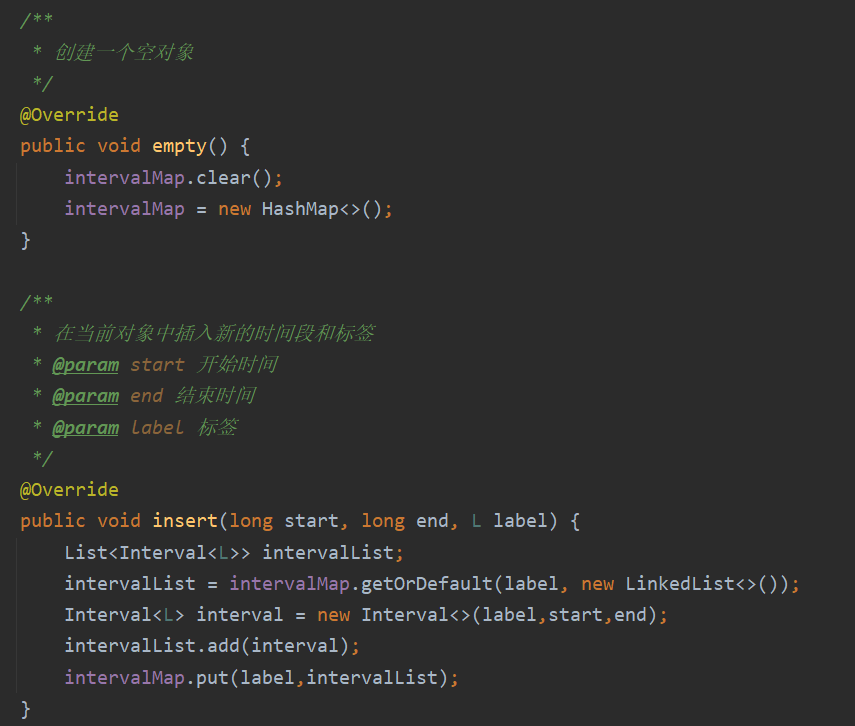 /**
 * 创建一个空对象
 */
@Override
public void empty() {
    intervalMap.clear();
    intervalMap = new HashMap<>();
}

/**
 * 在当前对象中插入新的时间段和标签
 * @param start 开始时间
 * @param end 结束时间
 * @param label 标签
 */
@Override
public void insert(long start, long end, L label) {
    List<Interval<L>> intervalList;
    intervalList = intervalMap.getOrDefault(label, new LinkedList<>());
    Interval<L> interval = new Interval<>(label,start,end);
    intervalList.add(interval);
    intervalMap.put(label,intervalList);
}